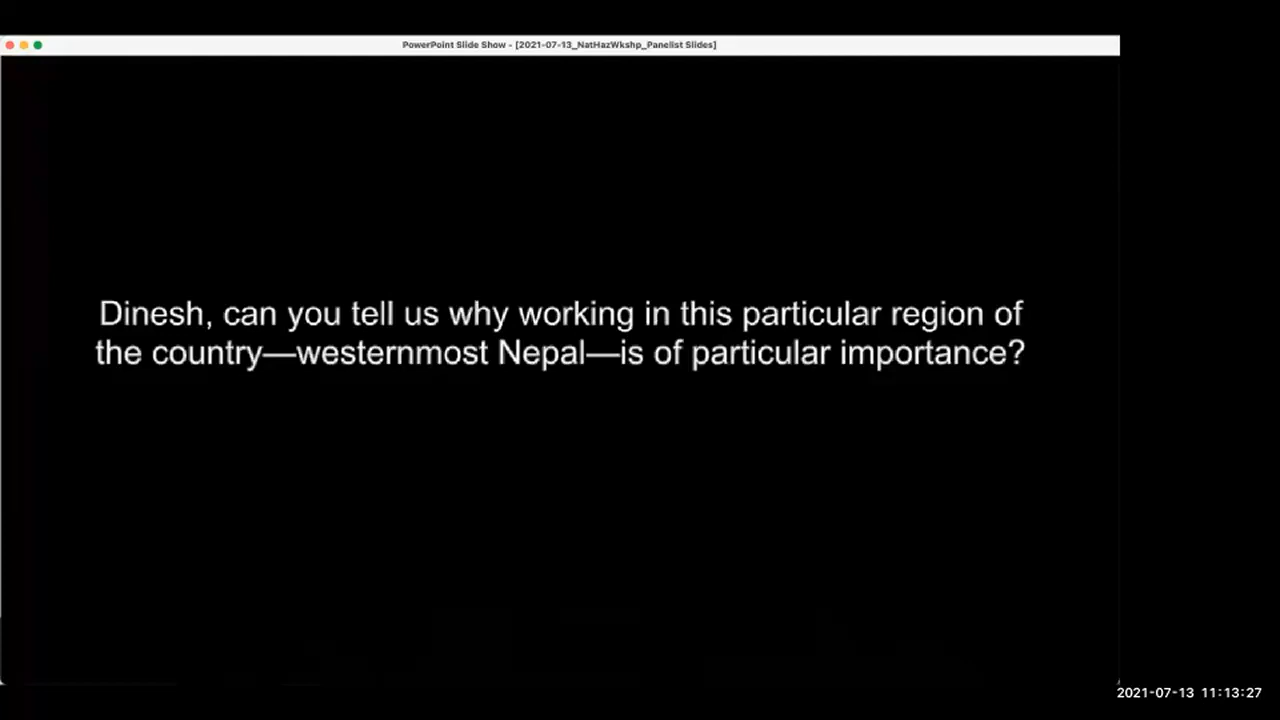 PowerPoint Slide Show - [2021-07-13_NatHazWkshp_Panelist Slides]
Dinesh, can you tell us why working in this particular region of
the country—westernmost Nepal—is of particular importance?
2021-07-13 11:13:27